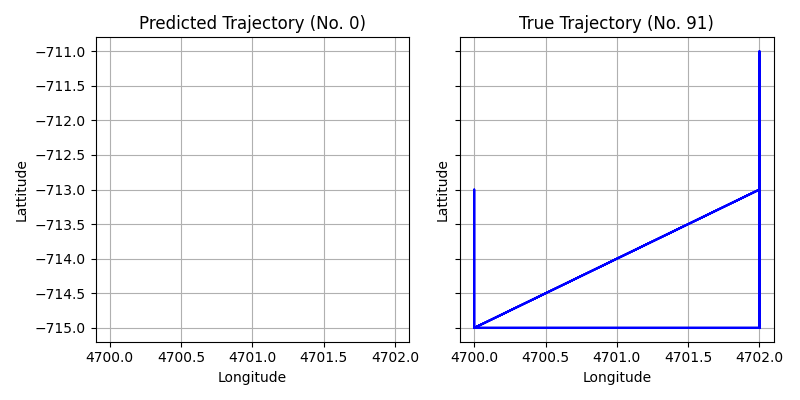 Predicted Trajectory (No. 0)
−711.0
−711.5
−712.0
−712.5
−713.0
−713.5
−714.0
−714.5
−715.0
Lattitude
4700.0 4700.5 4701.0 4701.5 4702.0
Longitude
True Trajectory (No. 91)
Lattitude
4700.0 4700.5 4701.0 4701.5 4702.0
Longitude